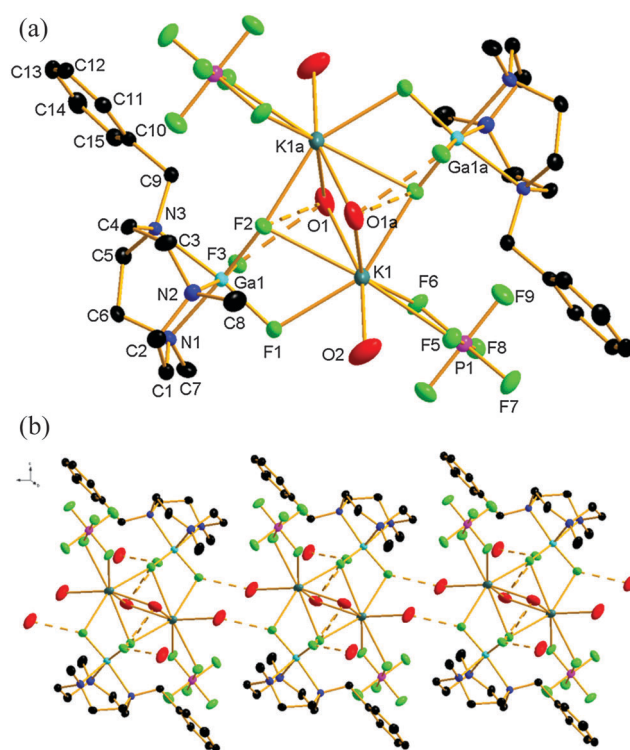 (a)
C13 C12
C14 C11
C15 C10
K1a
Ga1a
C9
N3
O1 O1a
C4 F2
C3 F3
C5
Ga1 K1
N2 F6
F9
C6 C8
C2 N1 F1 O2 F5 F8
P1
C1 C7 F7
(b)